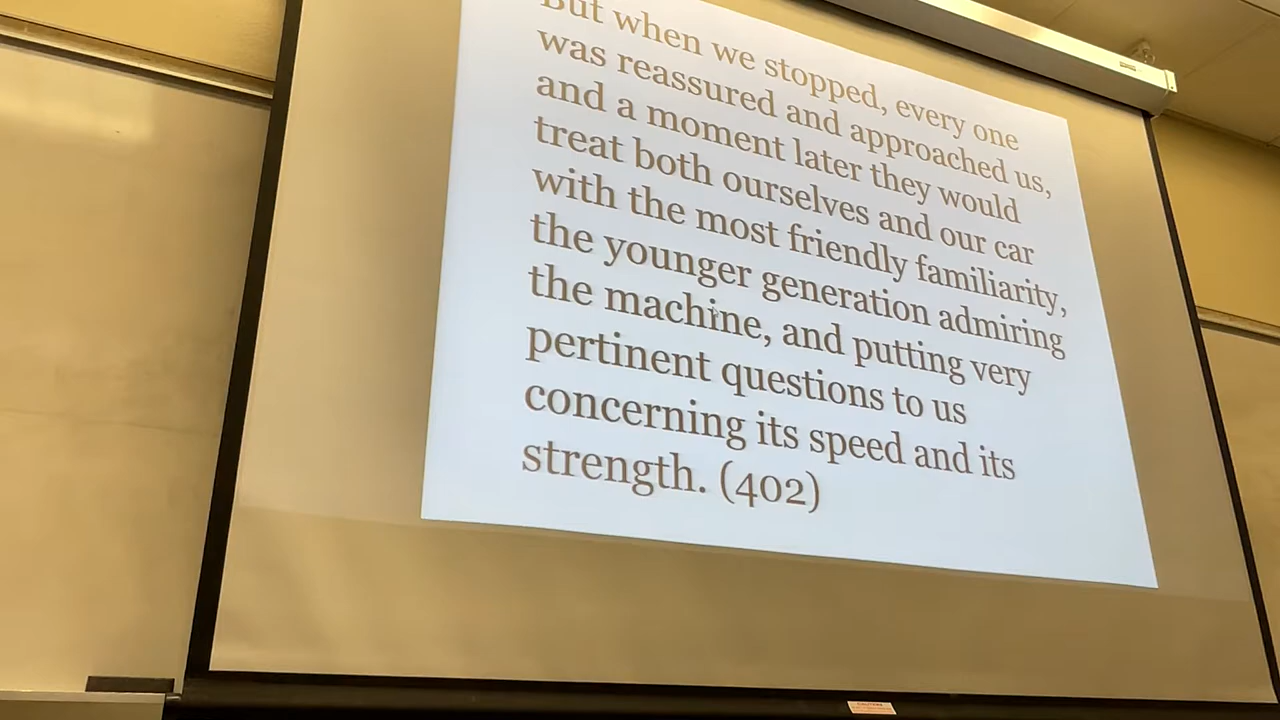 But when we stopped, every one
was reassured and approached us,
and a moment later they would
treat both ourselves and our car
with the most friendly familiarity,
the younger generation admiring
the machine, and putting very
pertinent questions to us
concerning its speed and its
strength. (402)